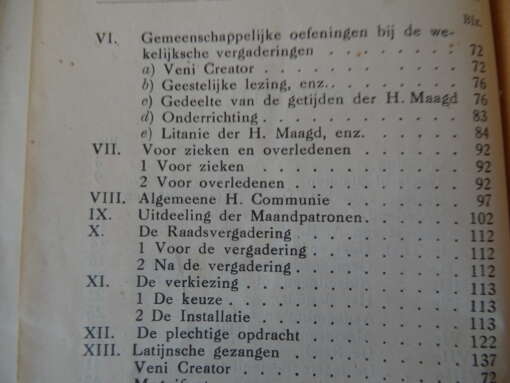 Blz.
VI. Gemeenschappelijke oefeningen bij de we-
kelijksche vergaderingen . . . . . . . . . 72
a) Veni Creator . . . . . . . . . . . . 72
b) Geestelijke lezing, enz. . . . . . . . . 76
c) Gedeelte van de getijden der H. Maagd 76
d) Onderrichting . . . . . . . . . . . . 83
e) Litanie der H. Maagd, enz. . . . . . . 84
VII. Voor zieken en overledenen . . . . . . . 92
1 Voor zieken . . . . . . . . . . . . 92
2 Voor overledenen . . . . . . . . . . 92
VIII. Algemeene H. Communie . . . . . . . 97
IX. Uitdeeling der Maandpatronen . . . . . . 102
X. De Raadsvergadering . . . . . . . . . 112
1 Voor de vergadering . . . . . . . . . 112
2 Na de vergadering . . . . . . . . . . 112
XI. De verkiezing . . . . . . . . . . . . 113
1 De keuze . . . . . . . . . . . . . 113
2 De Installatie . . . . . . . . . . . 113
XII. De plechtige opdracht . . . . . . . . . 122
XIII. Latijnsche gezangen . . . . . . . . . 137
Veni Creator . . . . . . . . . . . . 72